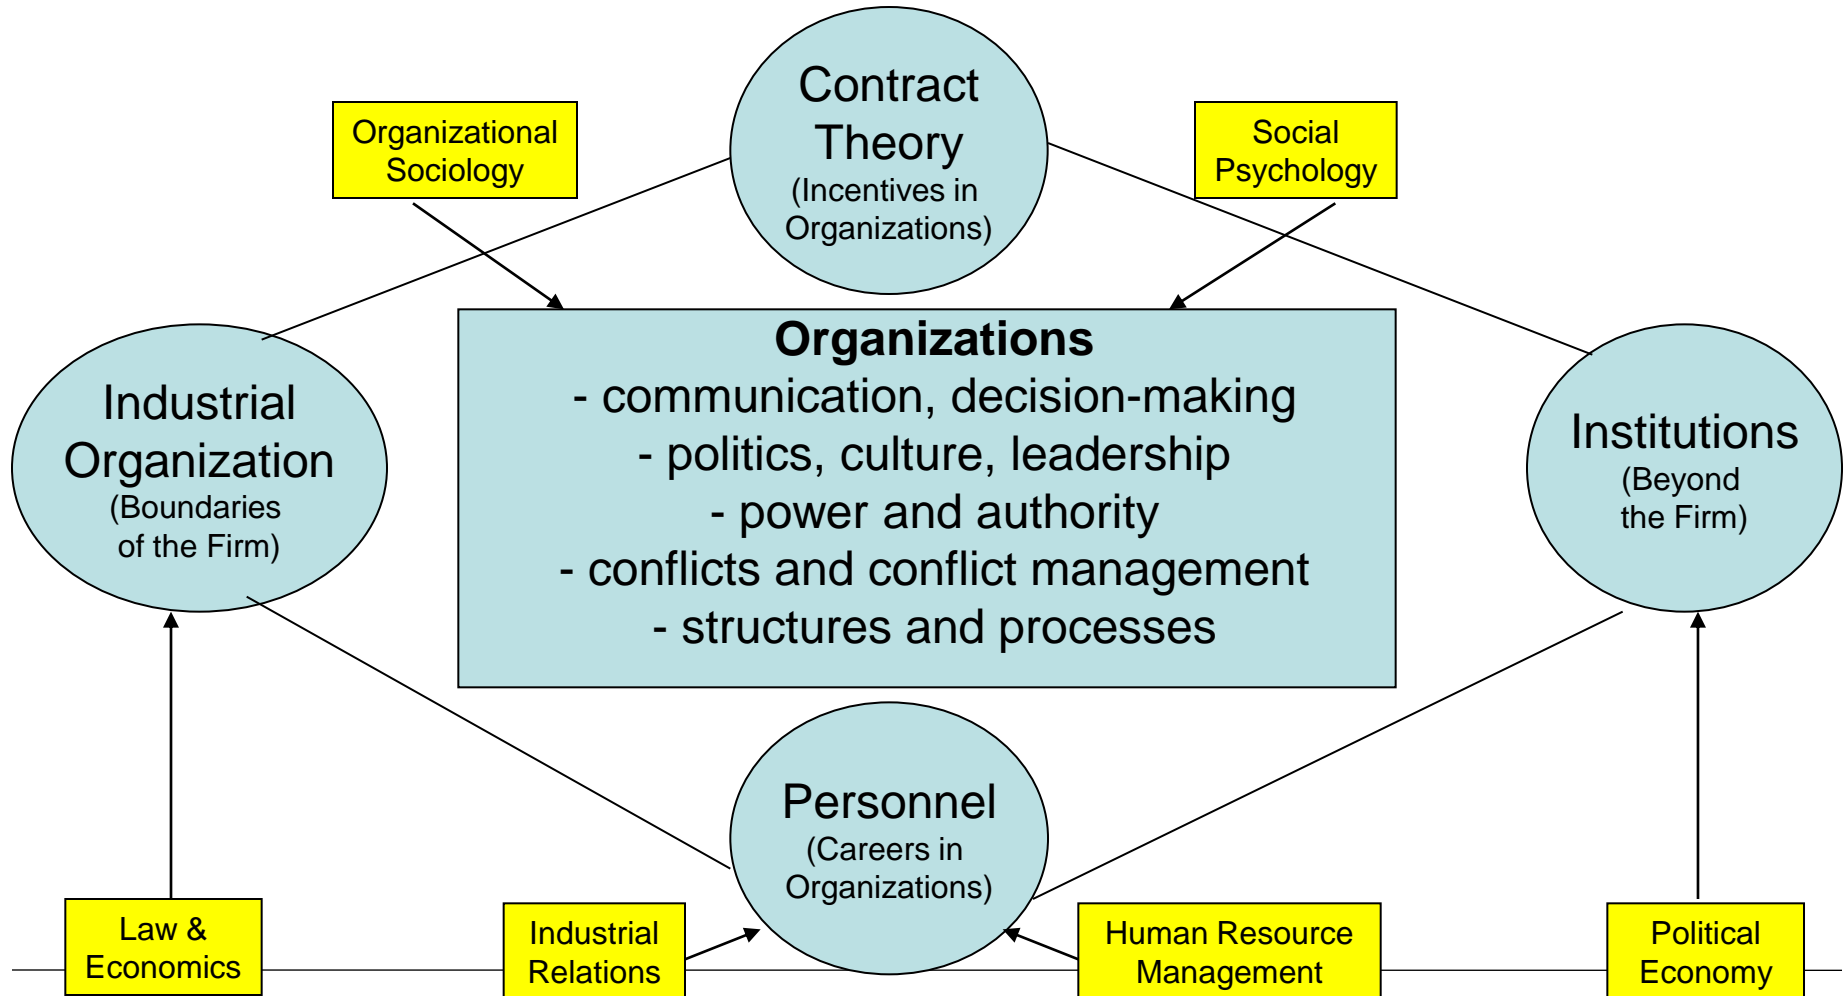 Contract
Theory
(Incentives in
Organizations)
Organizational
Sociology
Social
Psychology
Organizations
- communication, decision-making
- politics, culture, leadership
- power and authority
- conflicts and conflict management
- structures and processes
Industrial
Organization
(Boundaries
of the Firm)
Institutions
(Beyond
the Firm)
Personnel
(Careers in
Organizations)
Law &
Economics
Industrial
Relations
Human Resource
Management
Political
Economy